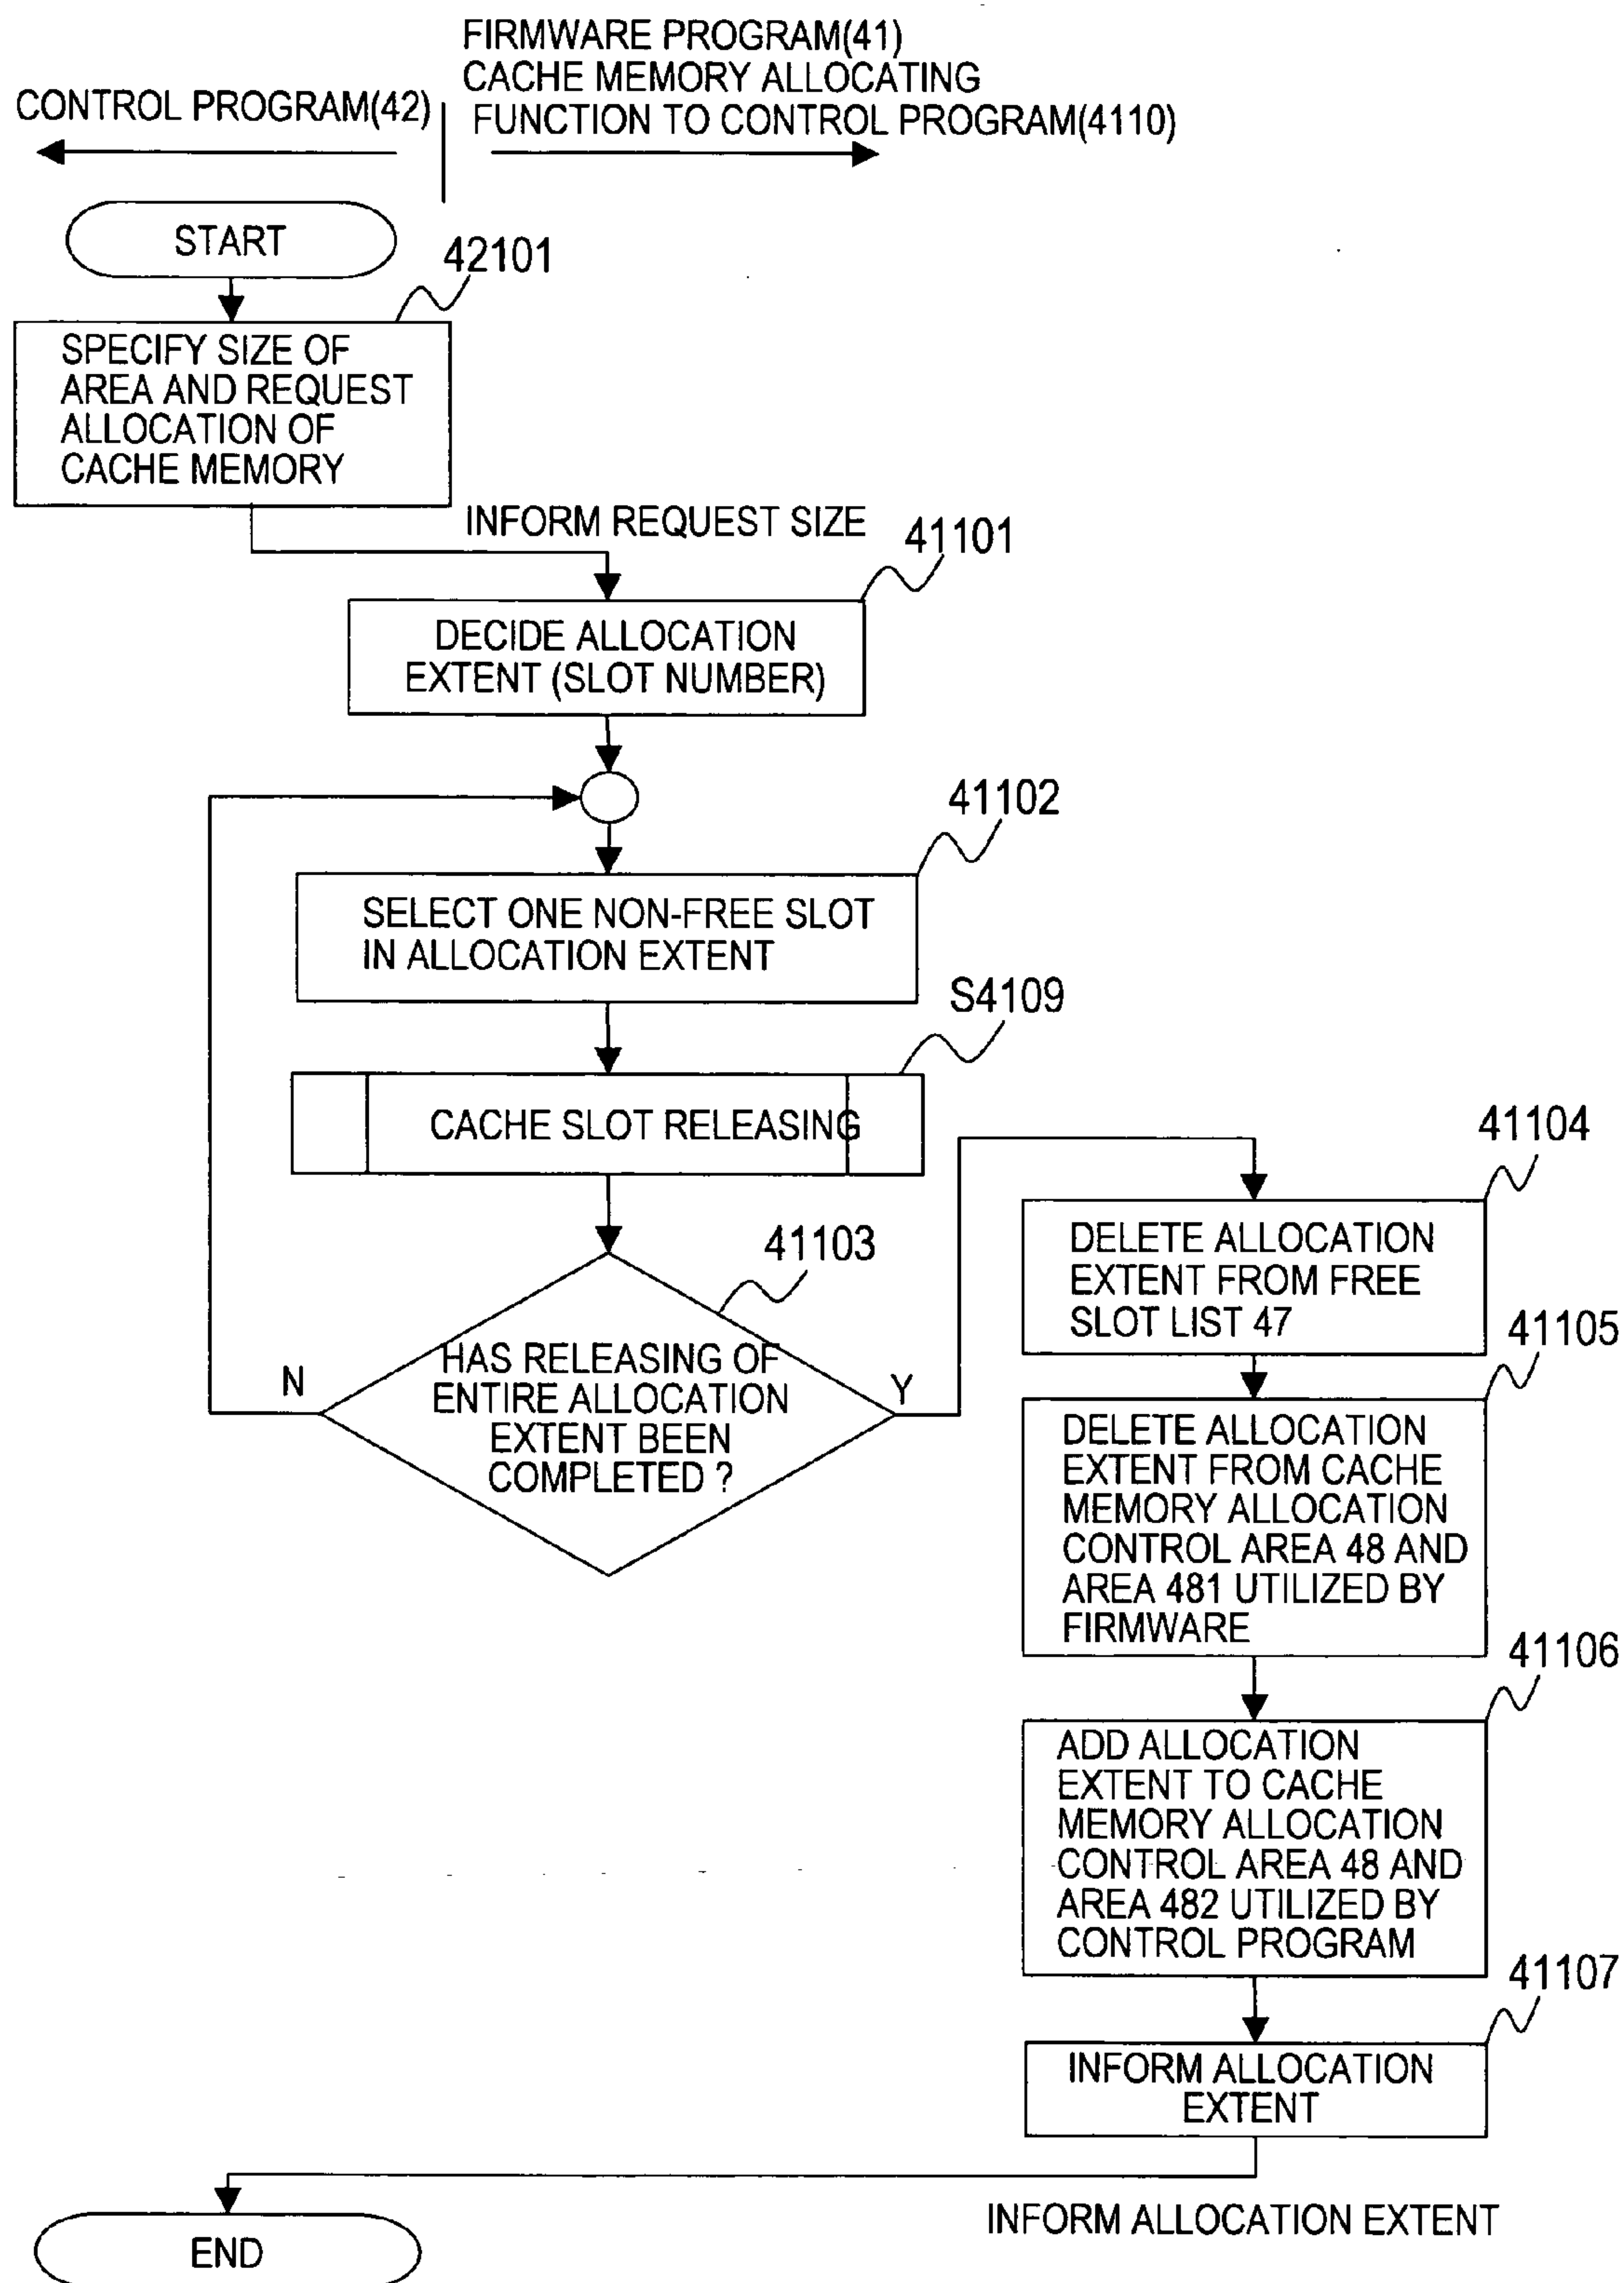 FIRMWARE PROGRAM(41)
CACHE MEMORY ALLOCATING
FUNCTION TO CONTROL PROGRAM(4110)
CONTROL PROGRAM(42)
START
42101
SPECIFY SIZE OF
AREA AND REQUEST
ALLOCATION OF
CACHE MEMORY
INFORM REQUEST SIZE
41101
DECIDE ALLOCATION
EXTENT (SLOT NUMBER)
41102
SELECT ONE NON-FREE SLOT
IN ALLOCATION EXTENT
S4109
CACHE SLOT RELEASING
41103
HAS RELEASING OF
ENTIRE ALLOCATION
EXTENT BEEN
COMPLETED ?
N
Y
41104
DELETE ALLOCATION
EXTENT FROM FREE
SLOT LIST 47
41105
DELETE ALLOCATION
EXTENT FROM CACHE
MEMORY ALLOCATION
CONTROL AREA 48 AND
AREA 481 UTILIZED BY
FIRMWARE
41106
ADD ALLOCATION
EXTENT TO CACHE
MEMORY ALLOCATION
CONTROL AREA 48 AND
AREA 482 UTILIZED BY
CONTROL PROGRAM
41107
INFORM ALLOCATION
EXTENT
INFORM ALLOCATION EXTENT
END